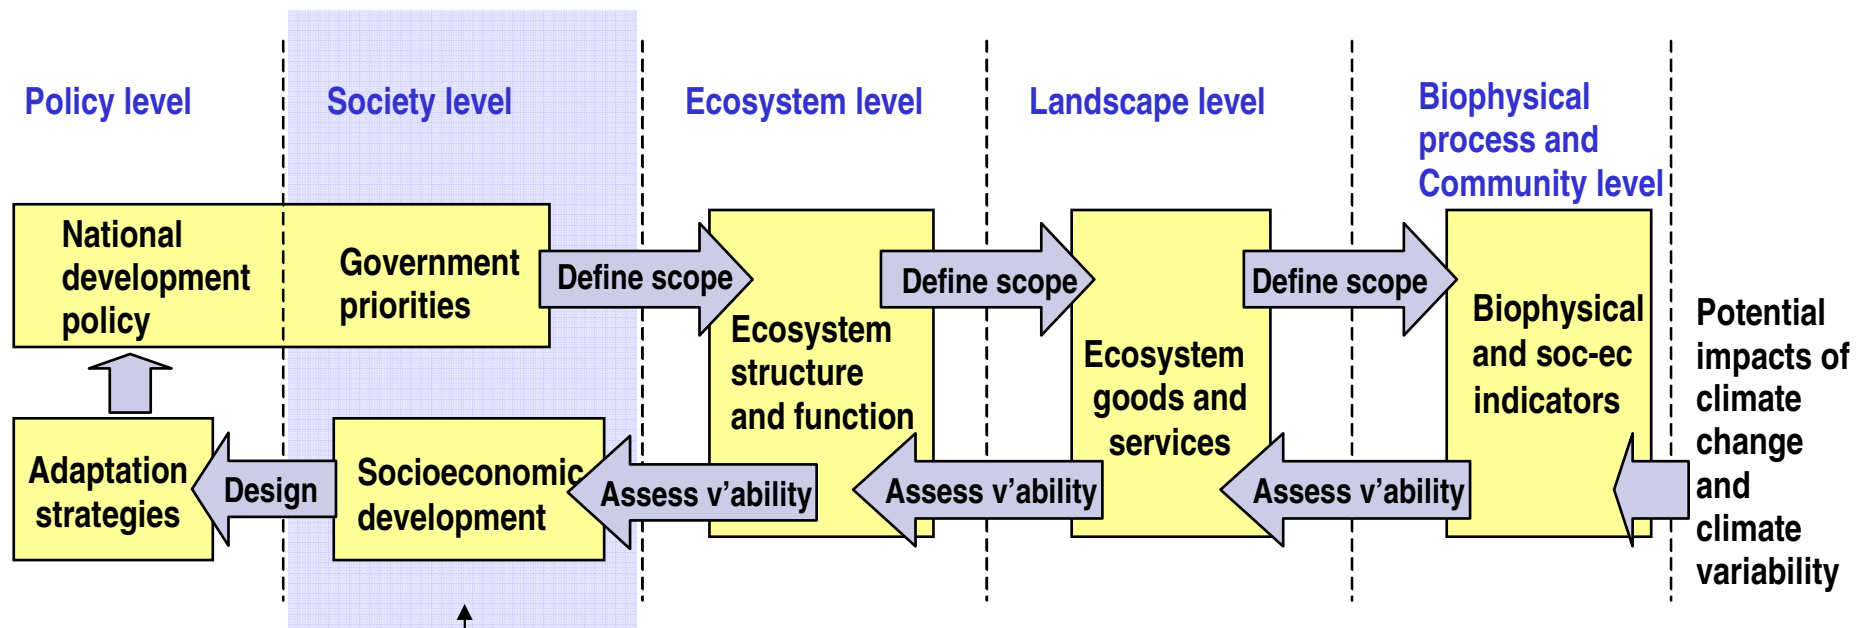 Policy level
Society level
Ecosystem level
Landscape level
Biophysical
process and
Community level
National
development
policy
Government
priorities
Define scope
Ecosystem
structure
and function
Define scope
Ecosystem
goods and
services
Define scope
Biophysical
and soc-ec
indicators
Potential
impacts of
climate
change
and
climate
variability
Adaptation
strategies
Design
Socioeconomic
development
Assess v'ability
Assess v'ability
Assess v'ability